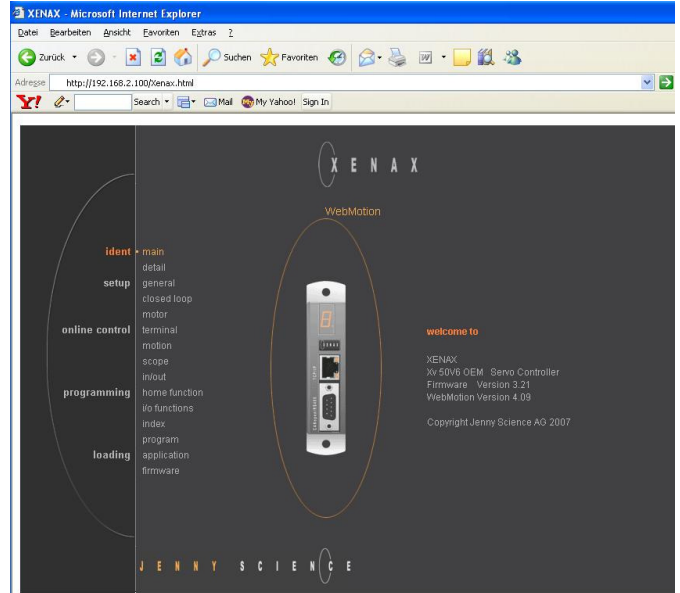 XENAX - Microsoft Internet Explorer
Datei Bearbeiten Ansicht Favoriten Extras ?
Zurück Suchen Favoriten
Adresse http://192.168.2.100/Xenax.html
Y! Search Mail My Yahoo! Sign In
XENAX
WebMotion
ident • main
detail
setup general
closed loop
motor
online control terminal
motion
scope
in/out
programming home function
i/o functions
index
program
loading application
firmware
welcome to
XENAX
Xv 50V6 OEM Servo Controller
Firmware Version 3.21
WebMotion Version 4.09
Copyright Jenny Science AG 2007
JENNY SCIENCE